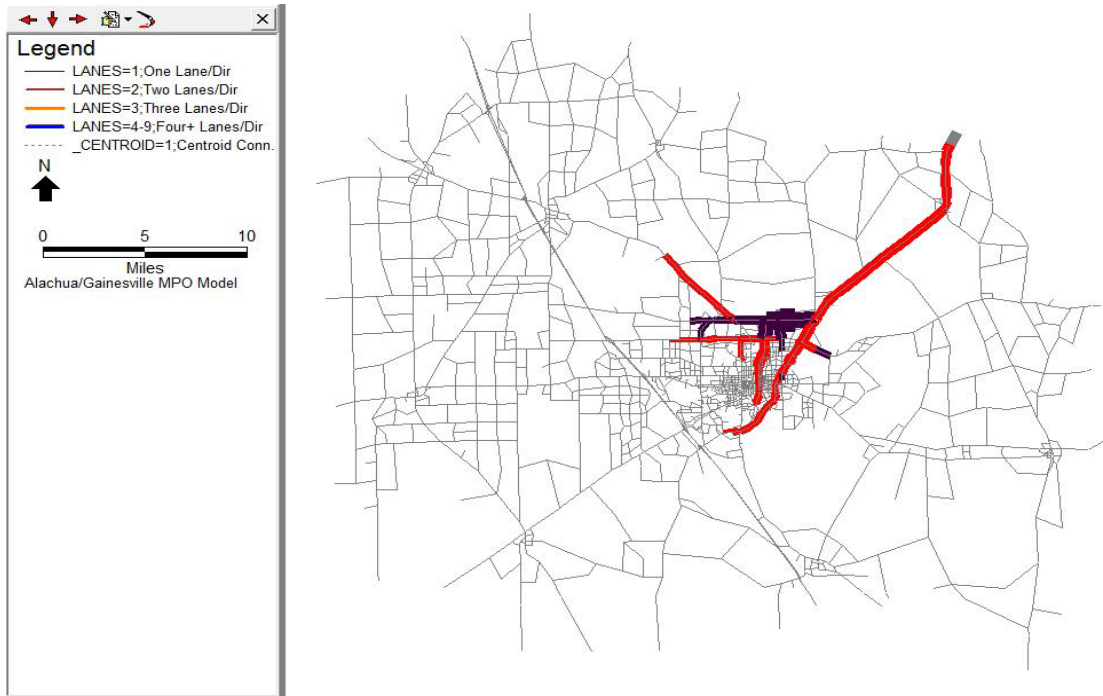 Legend
LANES=1;One Lane/Dir
LANES=2;Two Lanes/Dir
LANES=3;Three Lanes/Dir
LANES=4-9;Four+ Lanes/Dir
_CENTROID=1;Centroid Conn.
N
0 5 10
Miles
Alachua/Gainesville MPO Model